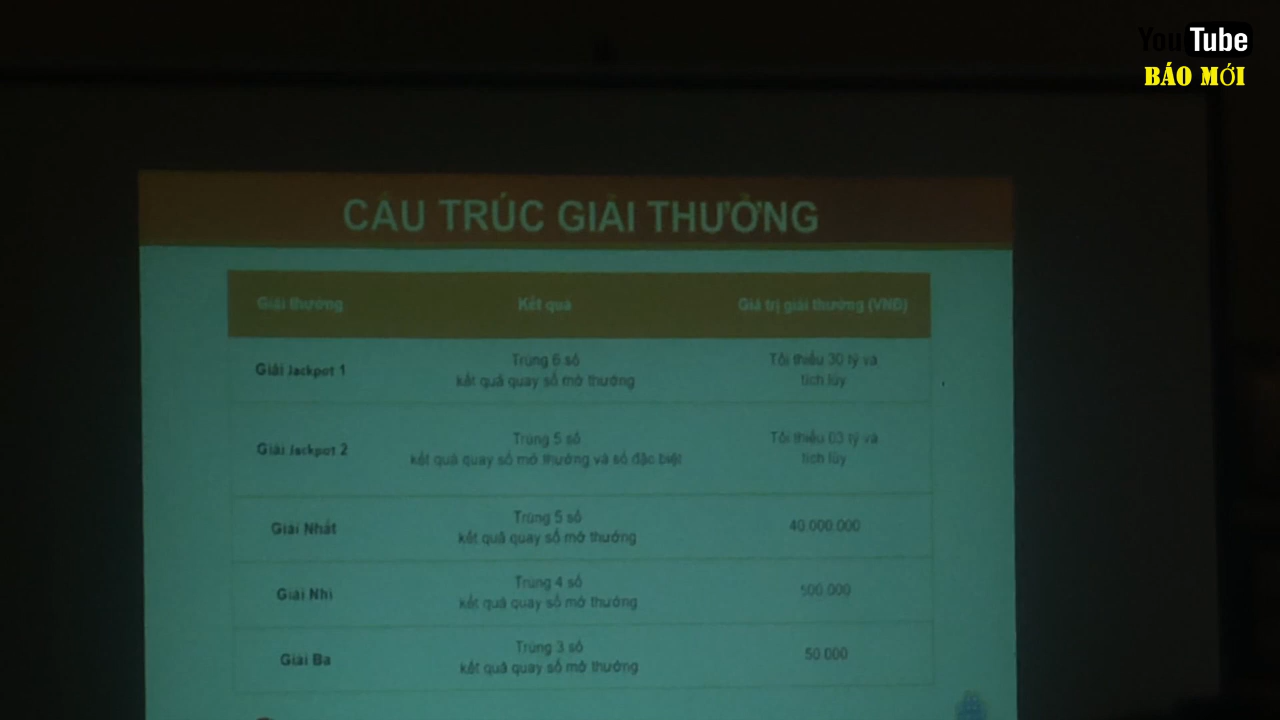 YouTube
BÁO MỚI
CẤU TRÚC GIẢI THƯỞNG
Giải thưởng Kết quả Giá trị giải thưởng (VNĐ)
Giải Jackpot 1 Trùng 6 số kết quả quay số mở thưởng Tối thiểu 30 tỷ và tích lũy
Giải Jackpot 2 Trùng 5 số kết quả quay số mở thưởng và số đặc biệt Tối thiểu 03 tỷ và tích lũy
Giải Nhất Trùng 5 số kết quả quay số mở thưởng 40.000.000
Giải Nhì Trùng 4 số kết quả quay số mở thưởng 500.000
Giải Ba Trùng 3 số kết quả quay số mở thưởng 50.000